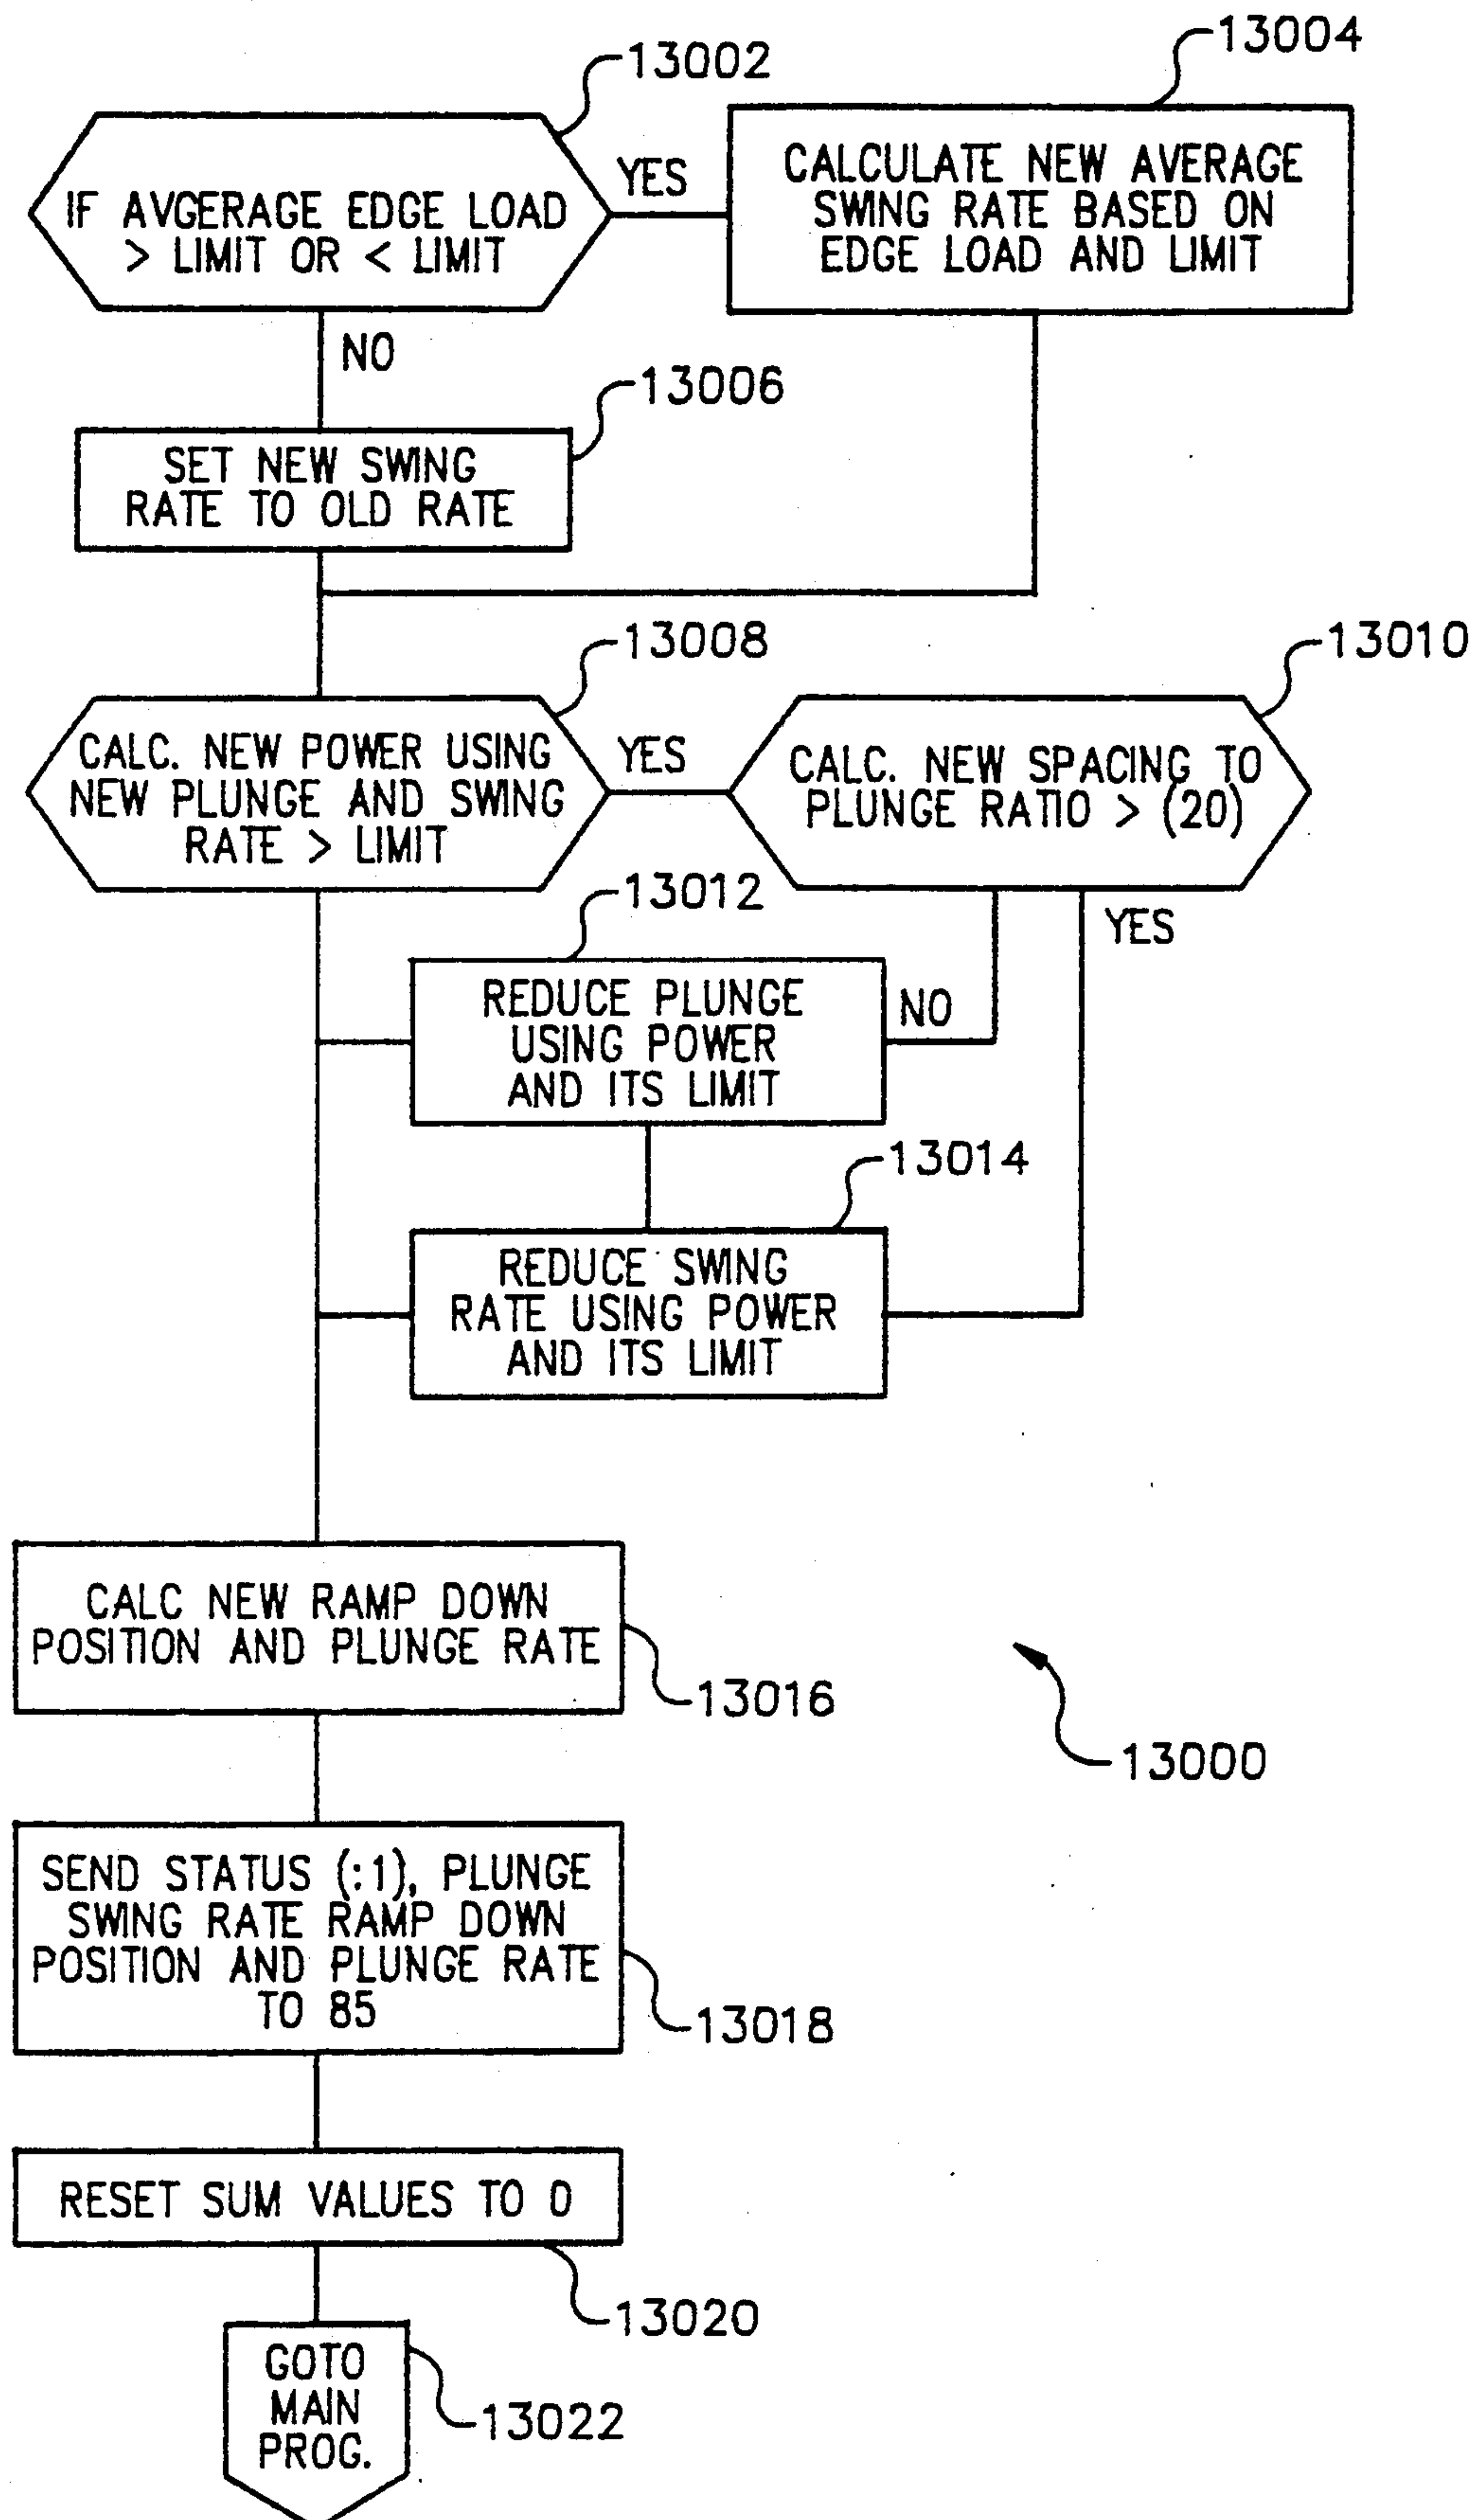 13002
13004
IF AVGERAGE EDGE LOAD
> LIMIT OR < LIMIT
YES
CALCULATE NEW AVERAGE
SWING RATE BASED ON
EDGE LOAD AND LIMIT
NO
13006
SET NEW SWING
RATE TO OLD RATE
13008
13010
CALC. NEW POWER USING
NEW PLUNGE AND SWING
RATE > LIMIT
YES
CALC. NEW SPACING TO
PLUNGE RATIO > (20)
13012
YES
REDUCE PLUNGE
USING POWER
AND ITS LIMIT
NO
13014
REDUCE SWING
RATE USING POWER
AND ITS LIMIT
CALC NEW RAMP DOWN
POSITION AND PLUNGE RATE
13016
13000
SEND STATUS (:1), PLUNGE
SWING RATE RAMP DOWN
POSITION AND PLUNGE RATE
TO 85
13018
RESET SUM VALUES TO 0
13020
GOTO
MAIN
PROG.
13022